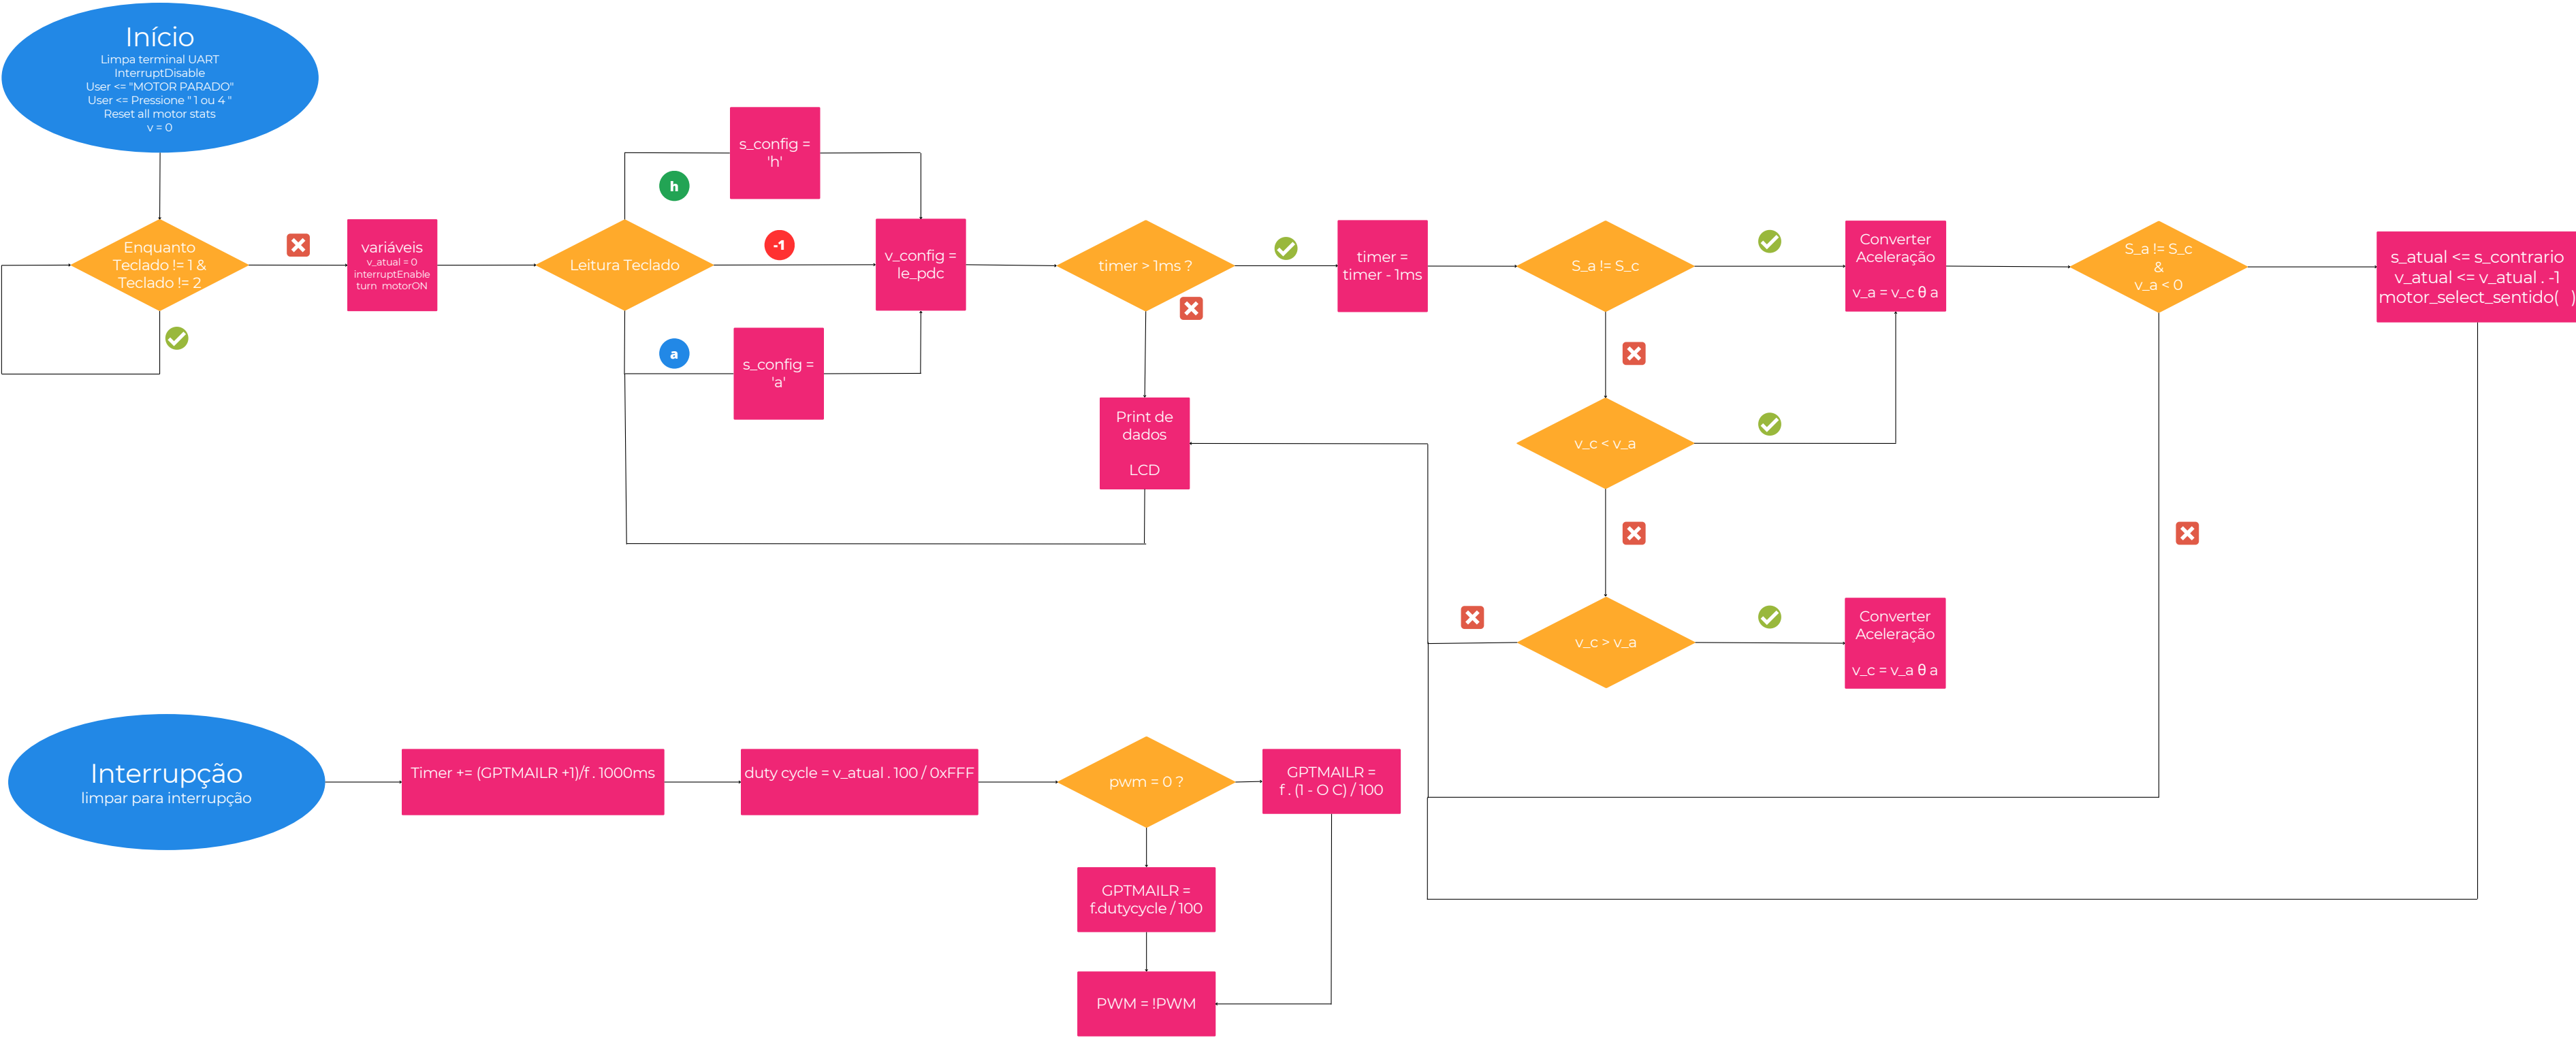 Início
Limpa terminal UART
InterruptDisable
User <= "MOTOR PARADO"
User <= Pressione " 1 ou 4 "
Reset all motor stats
v = 0
Enquanto
Teclado != 1 &
Teclado != 2
variáveis
v_atual = 0
interruptEnable
turn motorON
Leitura Teclado
h
s_config =
'h'
-1
a
s_config =
'a'
v_config =
le_pdc
timer > 1ms ?
Print de
dados
LCD
timer =
timer - 1ms
S_a != S_c
v_c < v_a
v_c > v_a
Converter
Aceleração
v_a = v_c θ a
Converter
Aceleração
v_c = v_a θ a
S_a != S_c
&
v_a < 0
s_atual <= s_contrario
v_atual <= v_atual . -1
motor_select_sentido( )
Interrupção
limpar para interrupção
Timer += (GPTMAILR +1)/f . 1000ms
duty cycle = v_atual . 100 / 0xFFF
pwm = 0 ?
GPTMAILR =
f . (1 - O C) / 100
GPTMAILR =
f.dutycycle / 100
PWM = !PWM